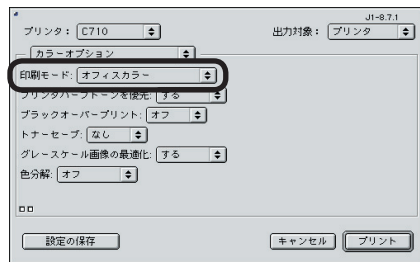 J1-8.7.1
プリンタ： C710 出力対象： プリンタ
カラーオプション
印刷モード： オフィスカラー
プリンタハーフトーンを優先： する
ブラックオーバープリント： オフ
トナーセーブ： なし
グレースケール画像の最適化： する
色分解： オフ
設定の保存 キャンセル プリント